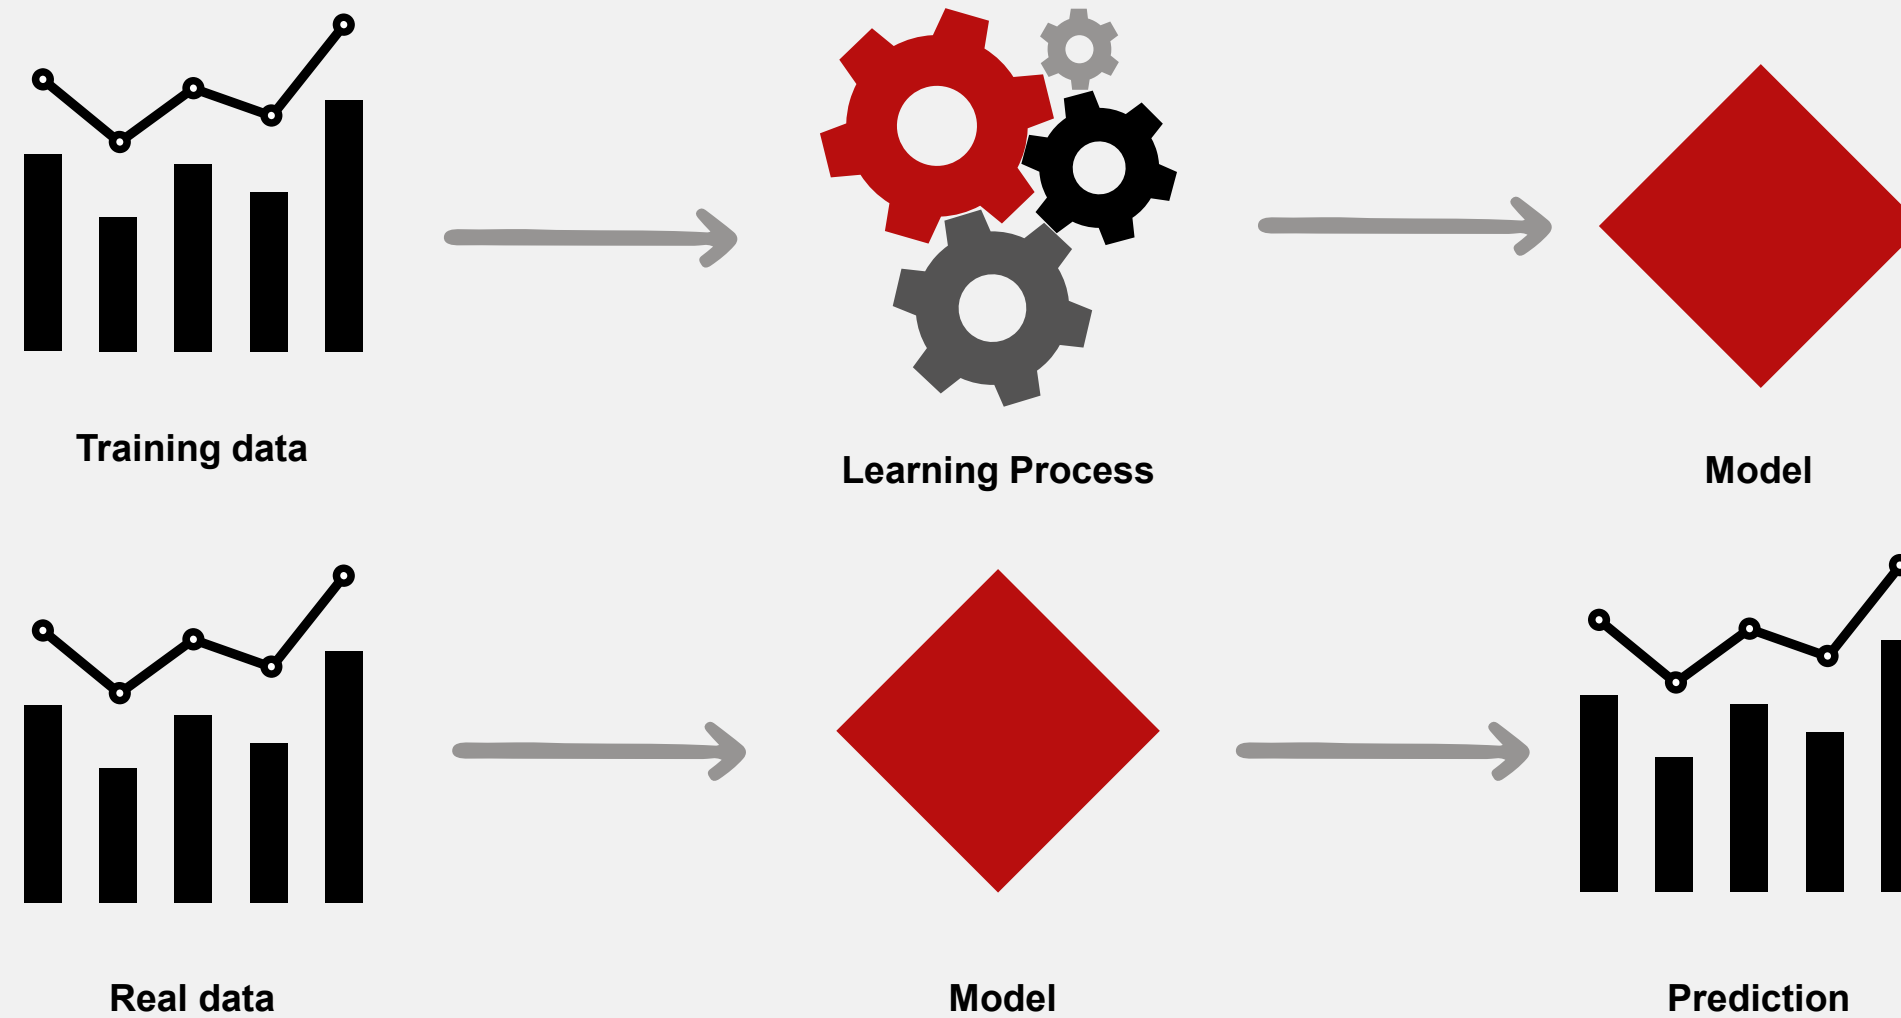 Training data
Learning Process
Model
Real data
Model
Prediction